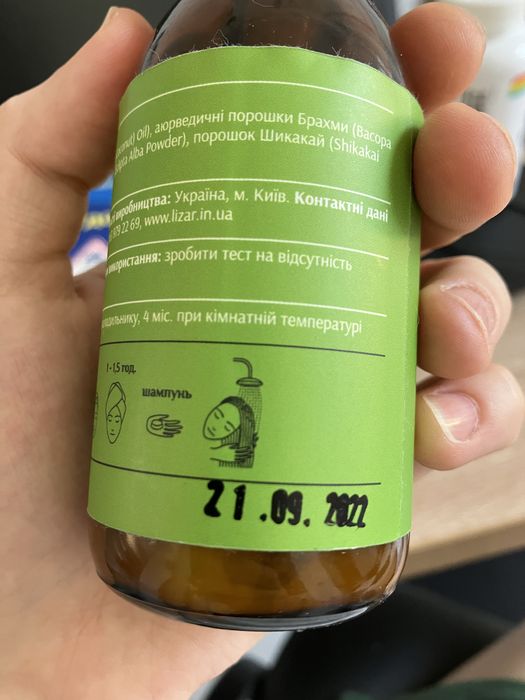 Oil), аюрведичні порошки Брахми (Bacopa
Alba Powder), порошок Шикакай (Shikakai
виробництва: Україна, м. Київ. Контактні дані
979 22 69, www.lizar.in.ua
використання: зробити тест на відсутність
4 міс. при кімнатній температурі
1 - 1,5 год.
шампунь
21.09.2022